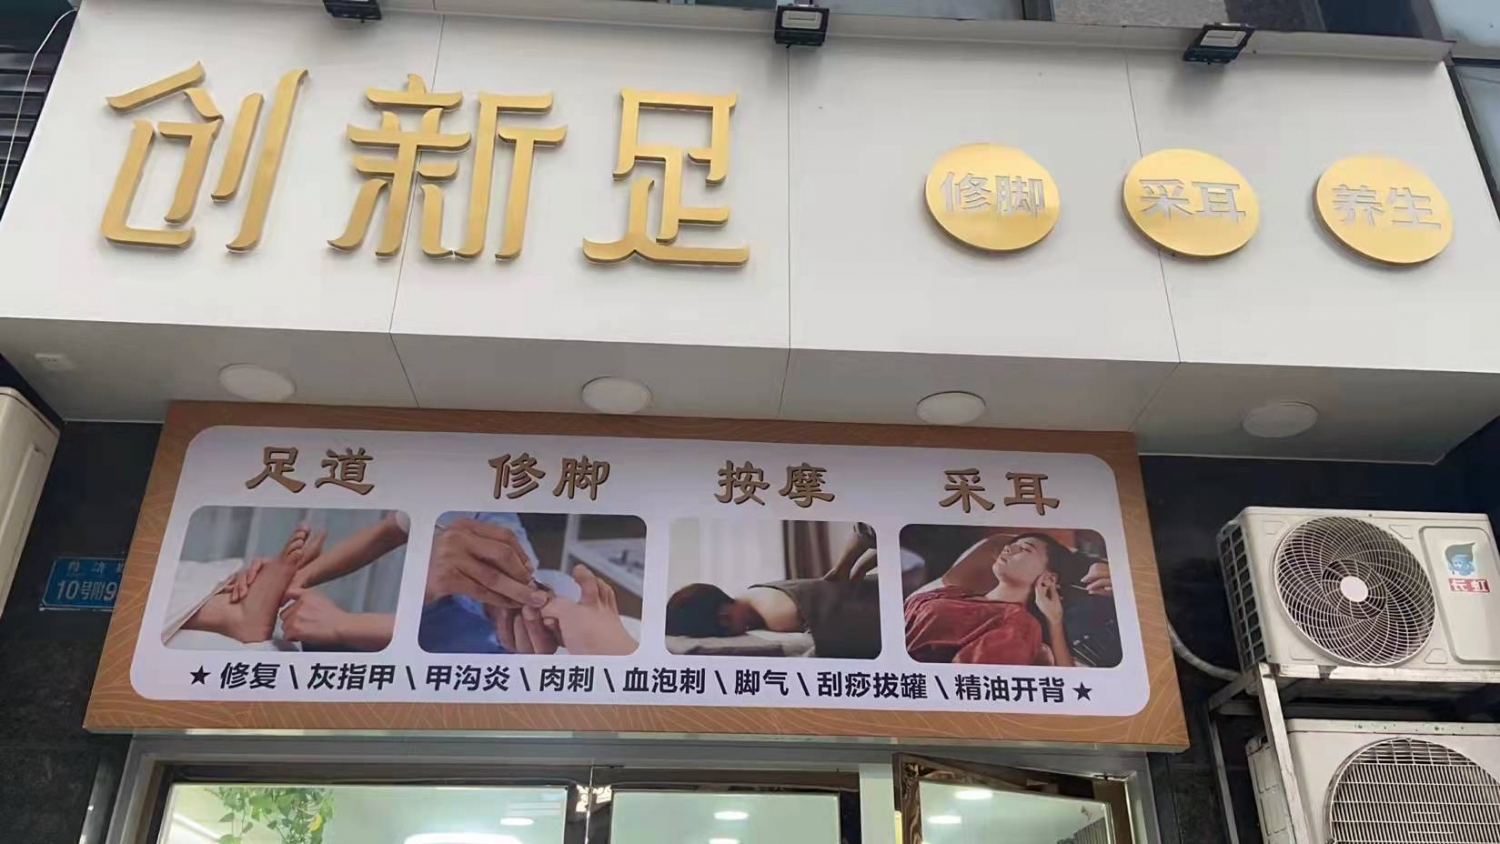 创新足
修脚 采耳 养生
足道 修脚 按摩 采耳
★修复\灰指甲\甲沟炎\肉刺\血泡刺\脚气\刮痧拔罐\精油开背★
10号附9
长虹